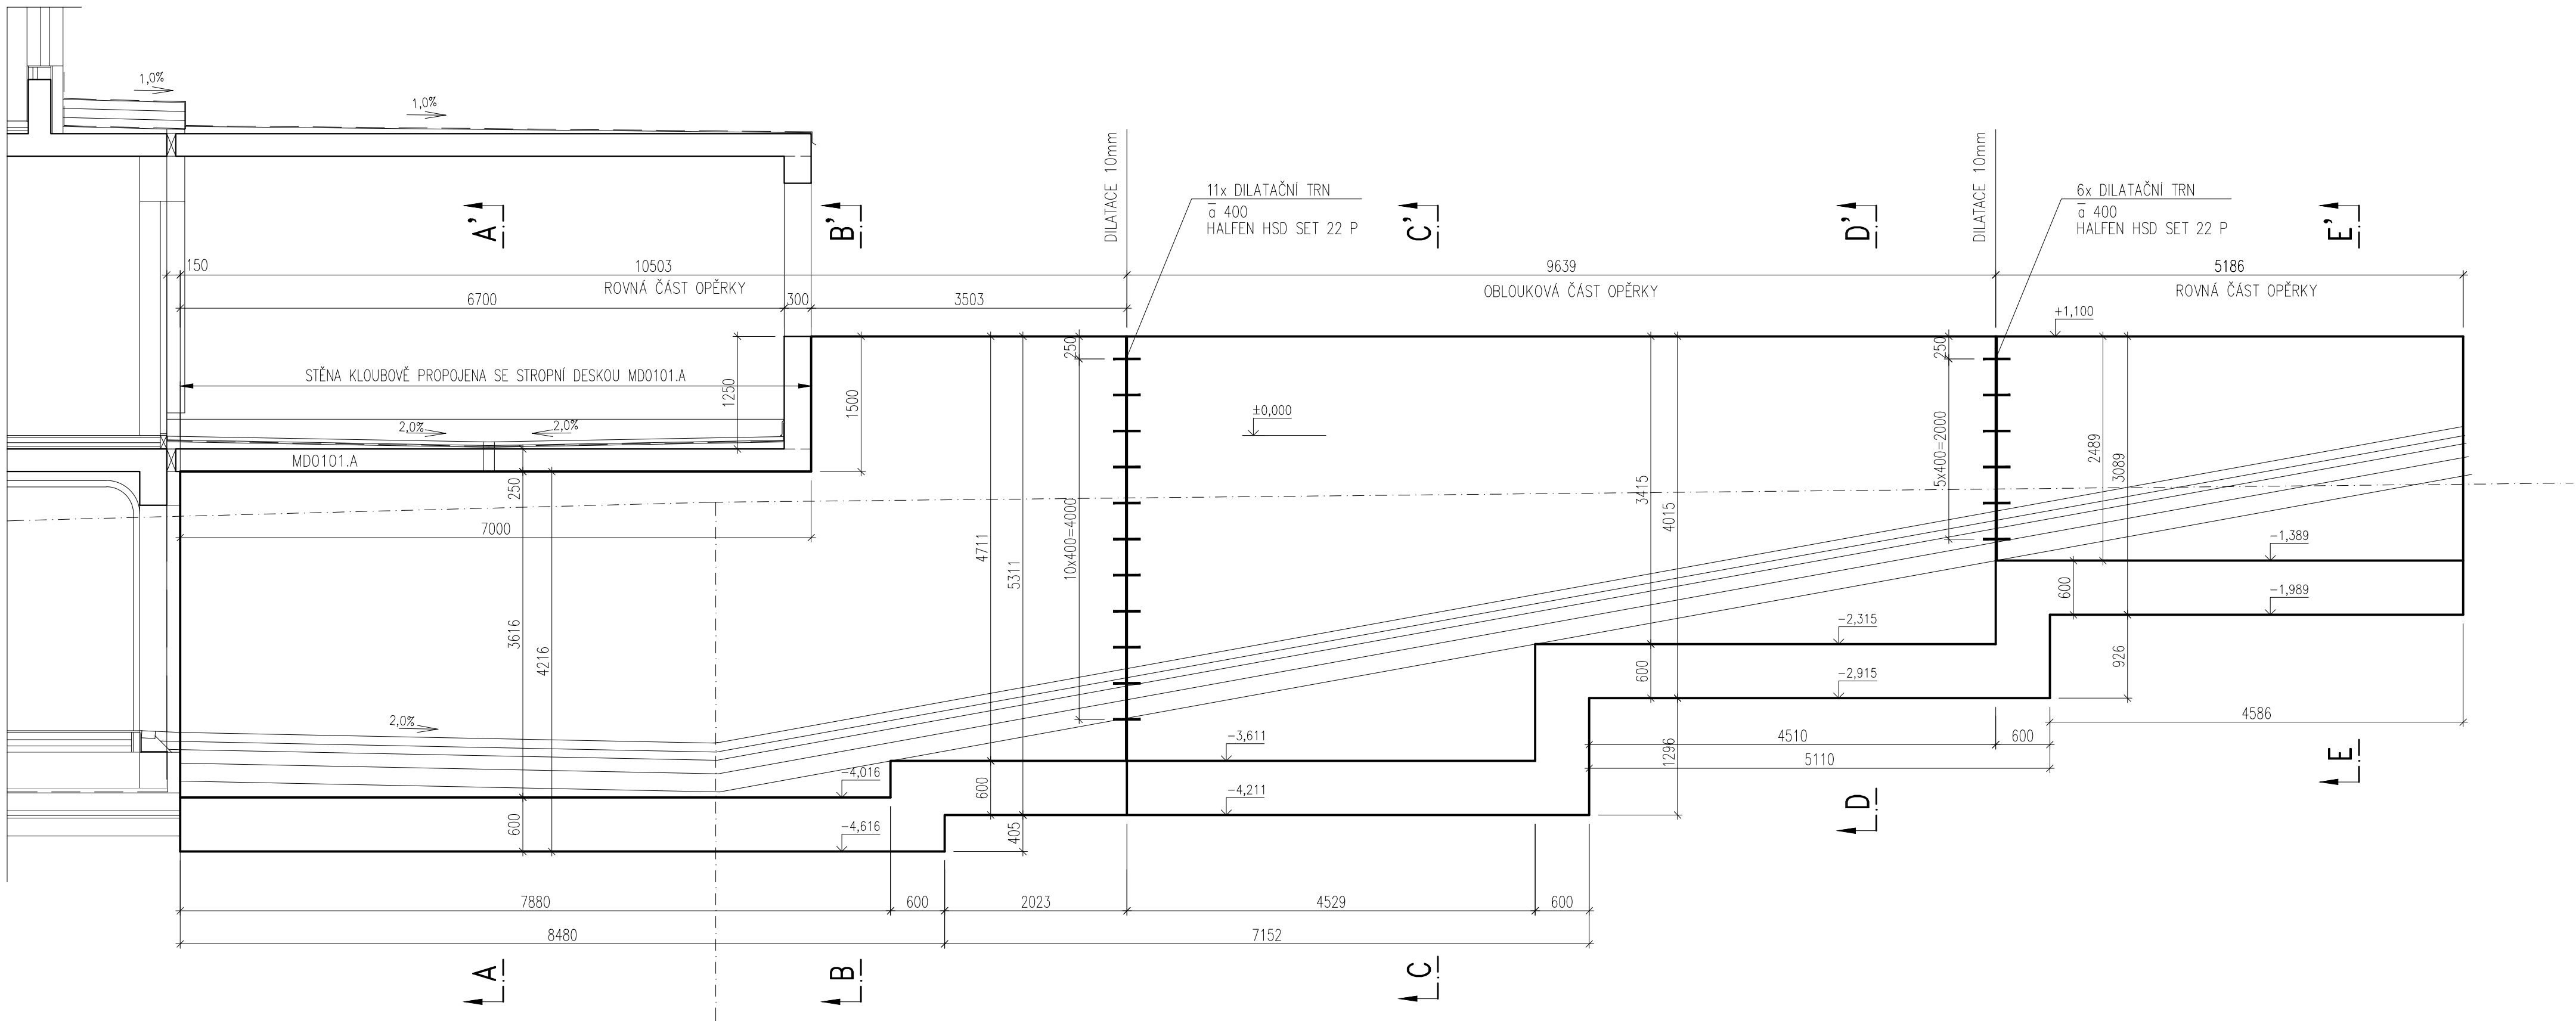 1,0%
1,0%
DILATACE 10mm
11x DILATAČNÍ TRN
ā 400
HALFEN HSD SET 22 P
DILATACE 10mm
6x DILATAČNÍ TRN
ā 400
HALFEN HSD SET 22 P
A'
B'
C'
D'
E'
150
10503
9639
5186
ROVNÁ ČÁST OPĚRKY
OBLOUKOVÁ ČÁST OPĚRKY
ROVNÁ ČÁST OPĚRKY
6700
300
3503
+1,100
250
250
STĚNA KLOUBOVĚ PROPOJENA SE STROPNÍ DESKOU MD0101.A
1250
1500
±0,000
2,0%
2,0%
MD0101.A
250
7000
4711
5311
10x400=4000
3415
4015
5x400=2000
2489
3089
-1,389
600
-1,989
3616
4216
-2,315
600
-2,915
926
2,0%
4586
-3,611
4510
600
1296
5110
-4,016
600
-4,211
600
-4,616
405
E
D
7880
600
2023
4529
600
8480
7152
A
B
C